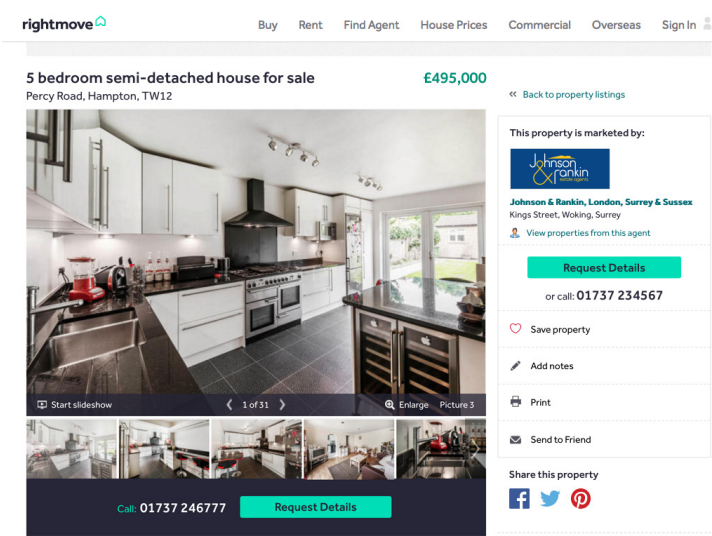 rightmove
Buy Rent Find Agent House Prices Commercial Overseas Sign In
5 bedroom semi-detached house for sale £495,000
Percy Road, Hampton, TW12
Start slideshow 1 of 31 Enlarge Picture 3
Call: 01737 246777 Request Details
« Back to property listings
This property is marketed by:
Johnson
& rankin
estate agents
Johnson & Rankin, London, Surrey & Sussex
Kings Street, Woking, Surrey
View properties from this agent
Request Details
or call: 01737 234567
Save property
Add notes
Print
Send to Friend
Share this property